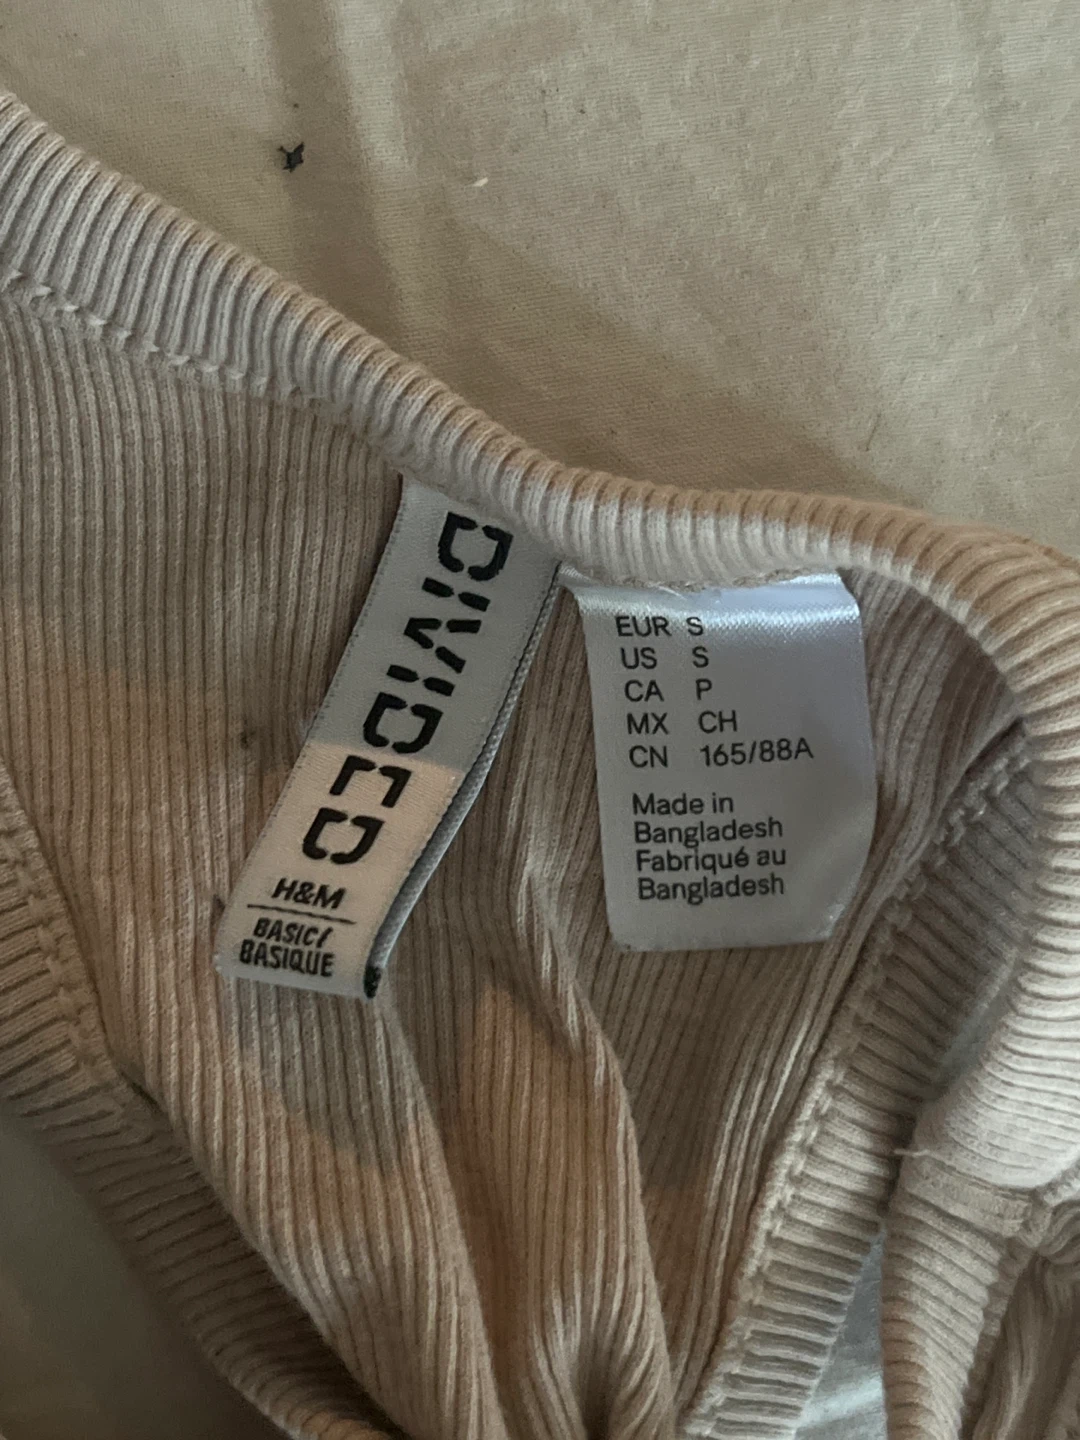 DIVIDED
H&M
BASIC/
BASIQUE
EUR S
US S
CA P
MX CH
CN 165/88A
Made in
Bangladesh
Fabriqué au
Bangladesh